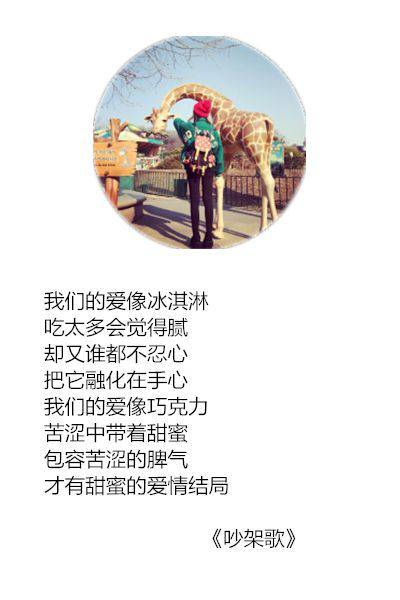 我们的爱像冰淇淋
吃太多会觉得腻
却又谁都不忍心
把它融化在手心
我们的爱像巧克力
苦涩中带着甜蜜
包容苦涩的脾气
才有甜蜜的爱情结局
《吵架歌》